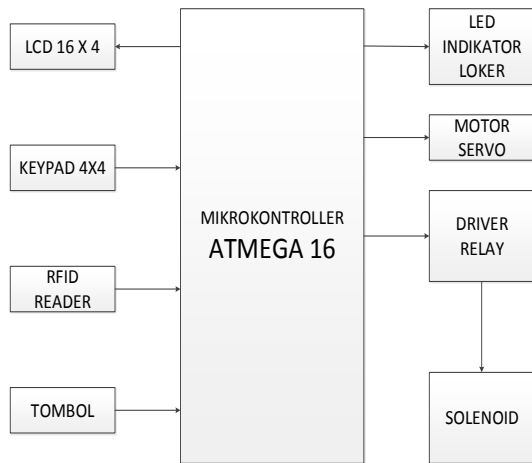 LCD 16 X 4
KEYPAD 4X4
RFID
READER
TOMBOL
MIKROKONTROLLER
ATMEGA 16
LED
INDIKATOR
LOKER
MOTOR
SERVO
DRIVER
RELAY
SOLENOID